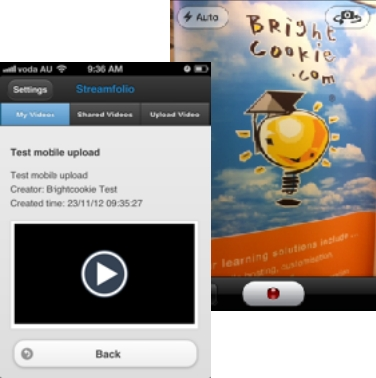 Auto
BRIGHT
COOKIE
.com
r learning solutions include...
hosting, customisation
voda AU 9:36 AM
Settings
Streamfolio
My Videos
Shared Videos
Upload Video
Test mobile upload
Test mobile upload
Creator: Brightcookie Test
Created time: 23/11/12 09:35:27
Back